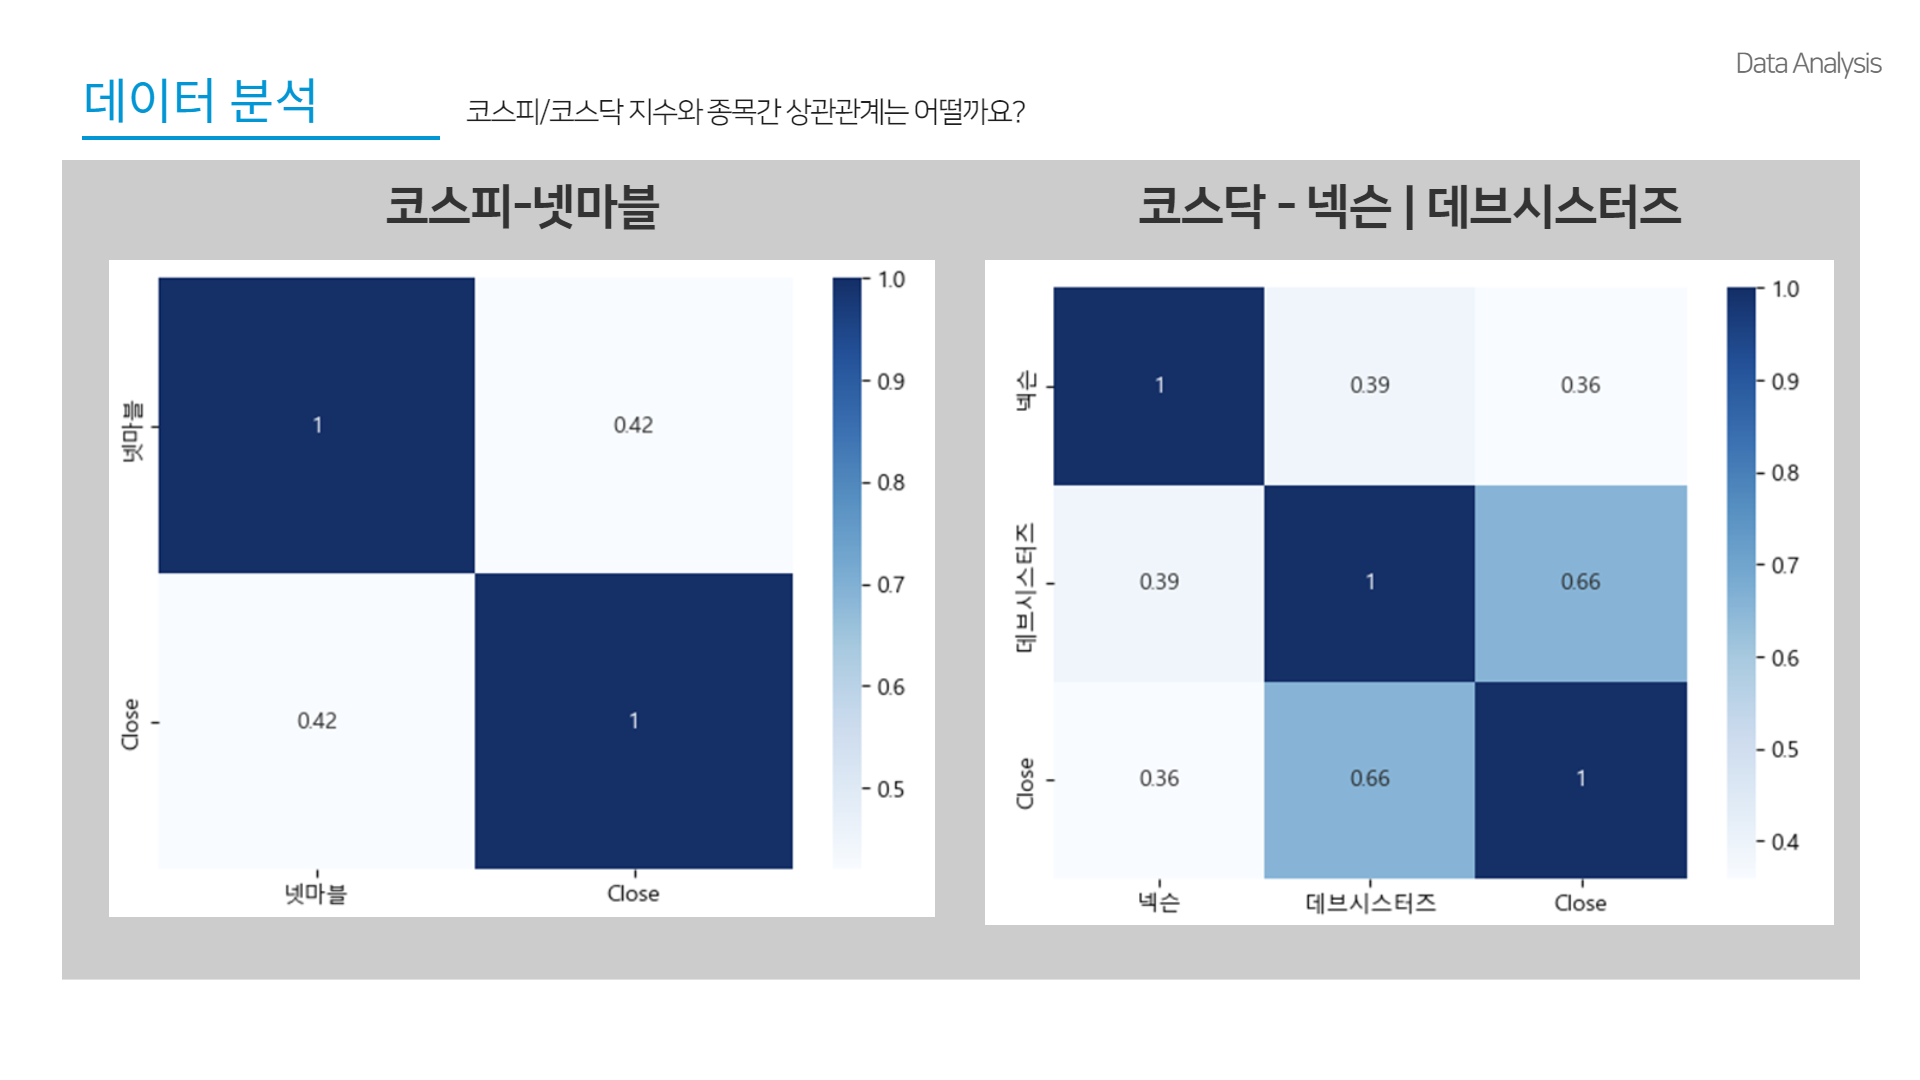 Data Analysis
데이터 분석
코스피/코스닥 지수와 종목간 상관관계는 어떨까요?
코스피-넷마블
코스닥 - 넥슨 | 데브시스터즈
넷마블
1
0.42
Close
0.42
1
넷마블
Close
1.0
0.9
0.8
0.7
0.6
0.5
넥슨
1
0.39
0.36
데브시스터즈
0.39
1
0.66
Close
0.36
0.66
1
넥슨
데브시스터즈
Close
1.0
0.9
0.8
0.7
0.6
0.5
0.4